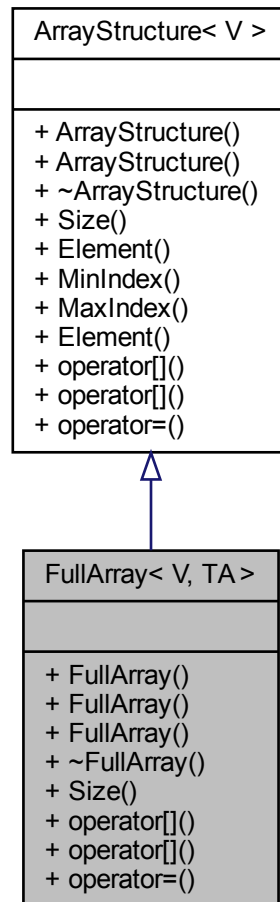 ArrayStructure< V >
+ ArrayStructure()
+ ArrayStructure()
+ ~ArrayStructure()
+ Size()
+ Element()
+ MinIndex()
+ MaxIndex()
+ Element()
+ operator[]()
+ operator[]()
+ operator=()
FullArray< V, TA >
+ FullArray()
+ FullArray()
+ FullArray()
+ ~FullArray()
+ Size()
+ operator[]()
+ operator[]()
+ operator=()